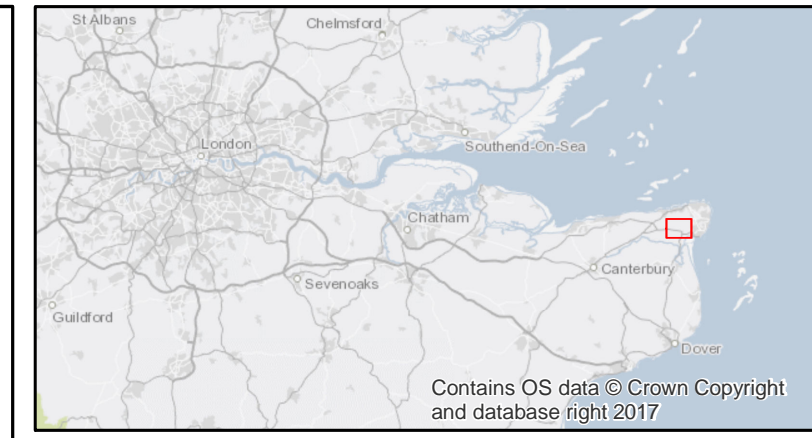 St Albans
Chelmsford
London
Southend-On-Sea
Chatham
Canterbury
Sevenoaks
Guildford
Dover
Contains OS data © Crown Copyright
and database right 2017